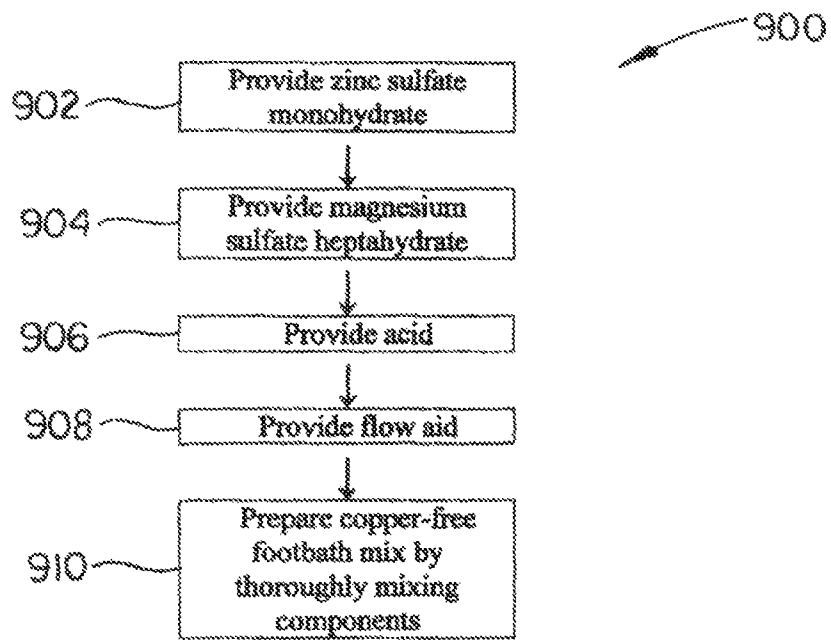 900
902
Provide zinc sulfate
monohydrate
904
Provide magnesium
sulfate heptahydrate
906
Provide acid
908
Provide flow aid
910
Prepare copper-free
footbath mix by
thoroughly mixing
components